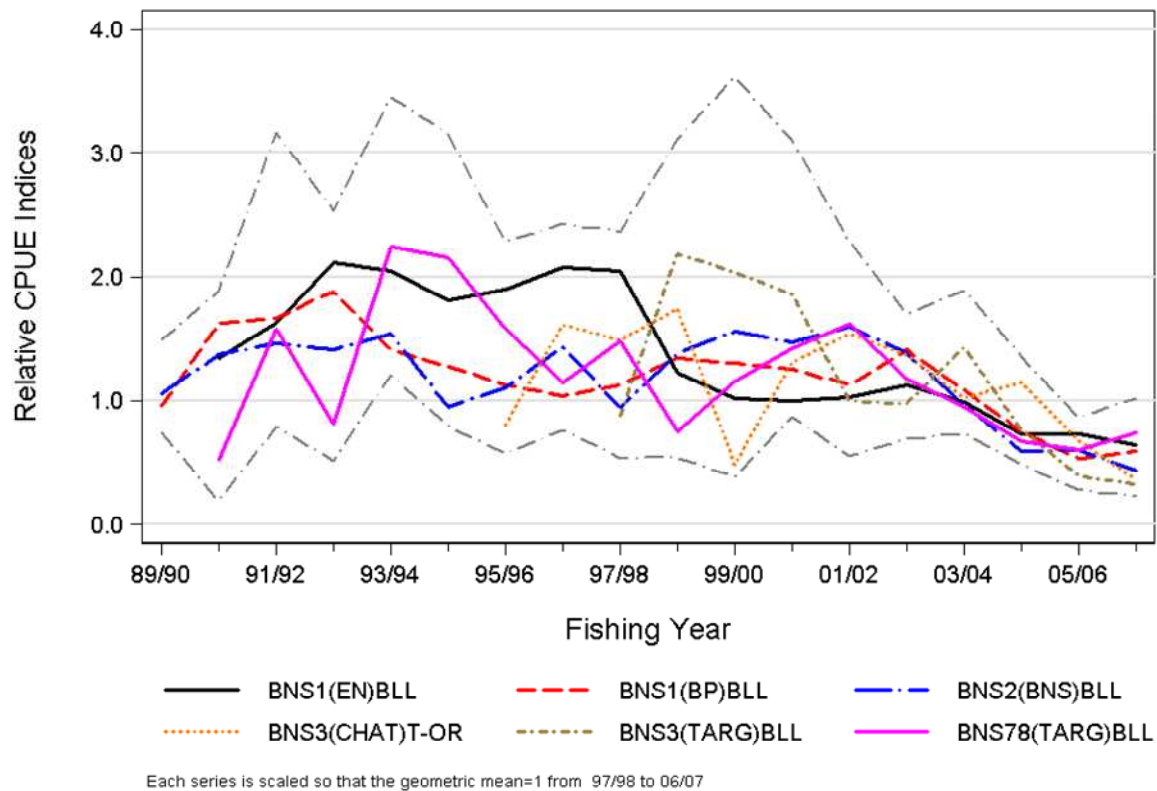 4.0
3.0
2.0
1.0
0.0
Relative CPUE Indices
89/90 91/92 93/94 95/96 97/98 99/00 01/02 03/04 05/06
Fishing Year
BNS1(EN)BLL BNS1(BP)BLL BNS2(BNS)BLL
BNS3(CHAT)T-OR BNS3(TARG)BLL BNS78(TARG)BLL
Each series is scaled so that the geometric mean=1 from 97/98 to 06/07